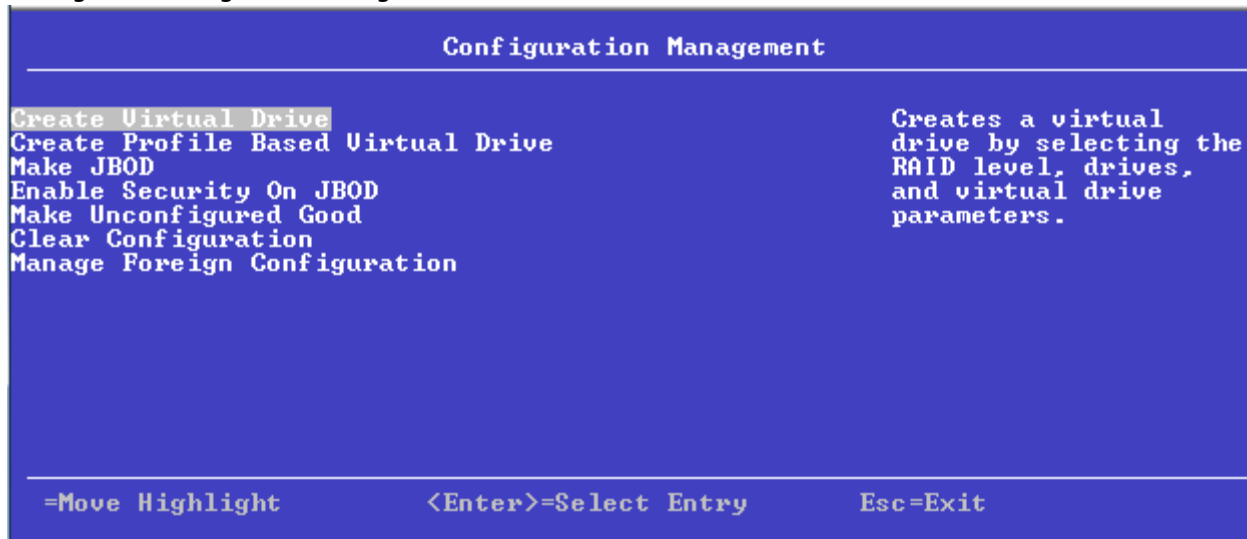 Configuration Management
Create Virtual Drive
Create Profile Based Virtual Drive
Make JBOD
Enable Security On JBOD
Make Unconfigured Good
Clear Configuration
Manage Foreign Configuration
Creates a virtual
drive by selecting the
RAID level, drives,
and virtual drive
parameters.
=Move Highlight <Enter>=Select Entry Esc=Exit